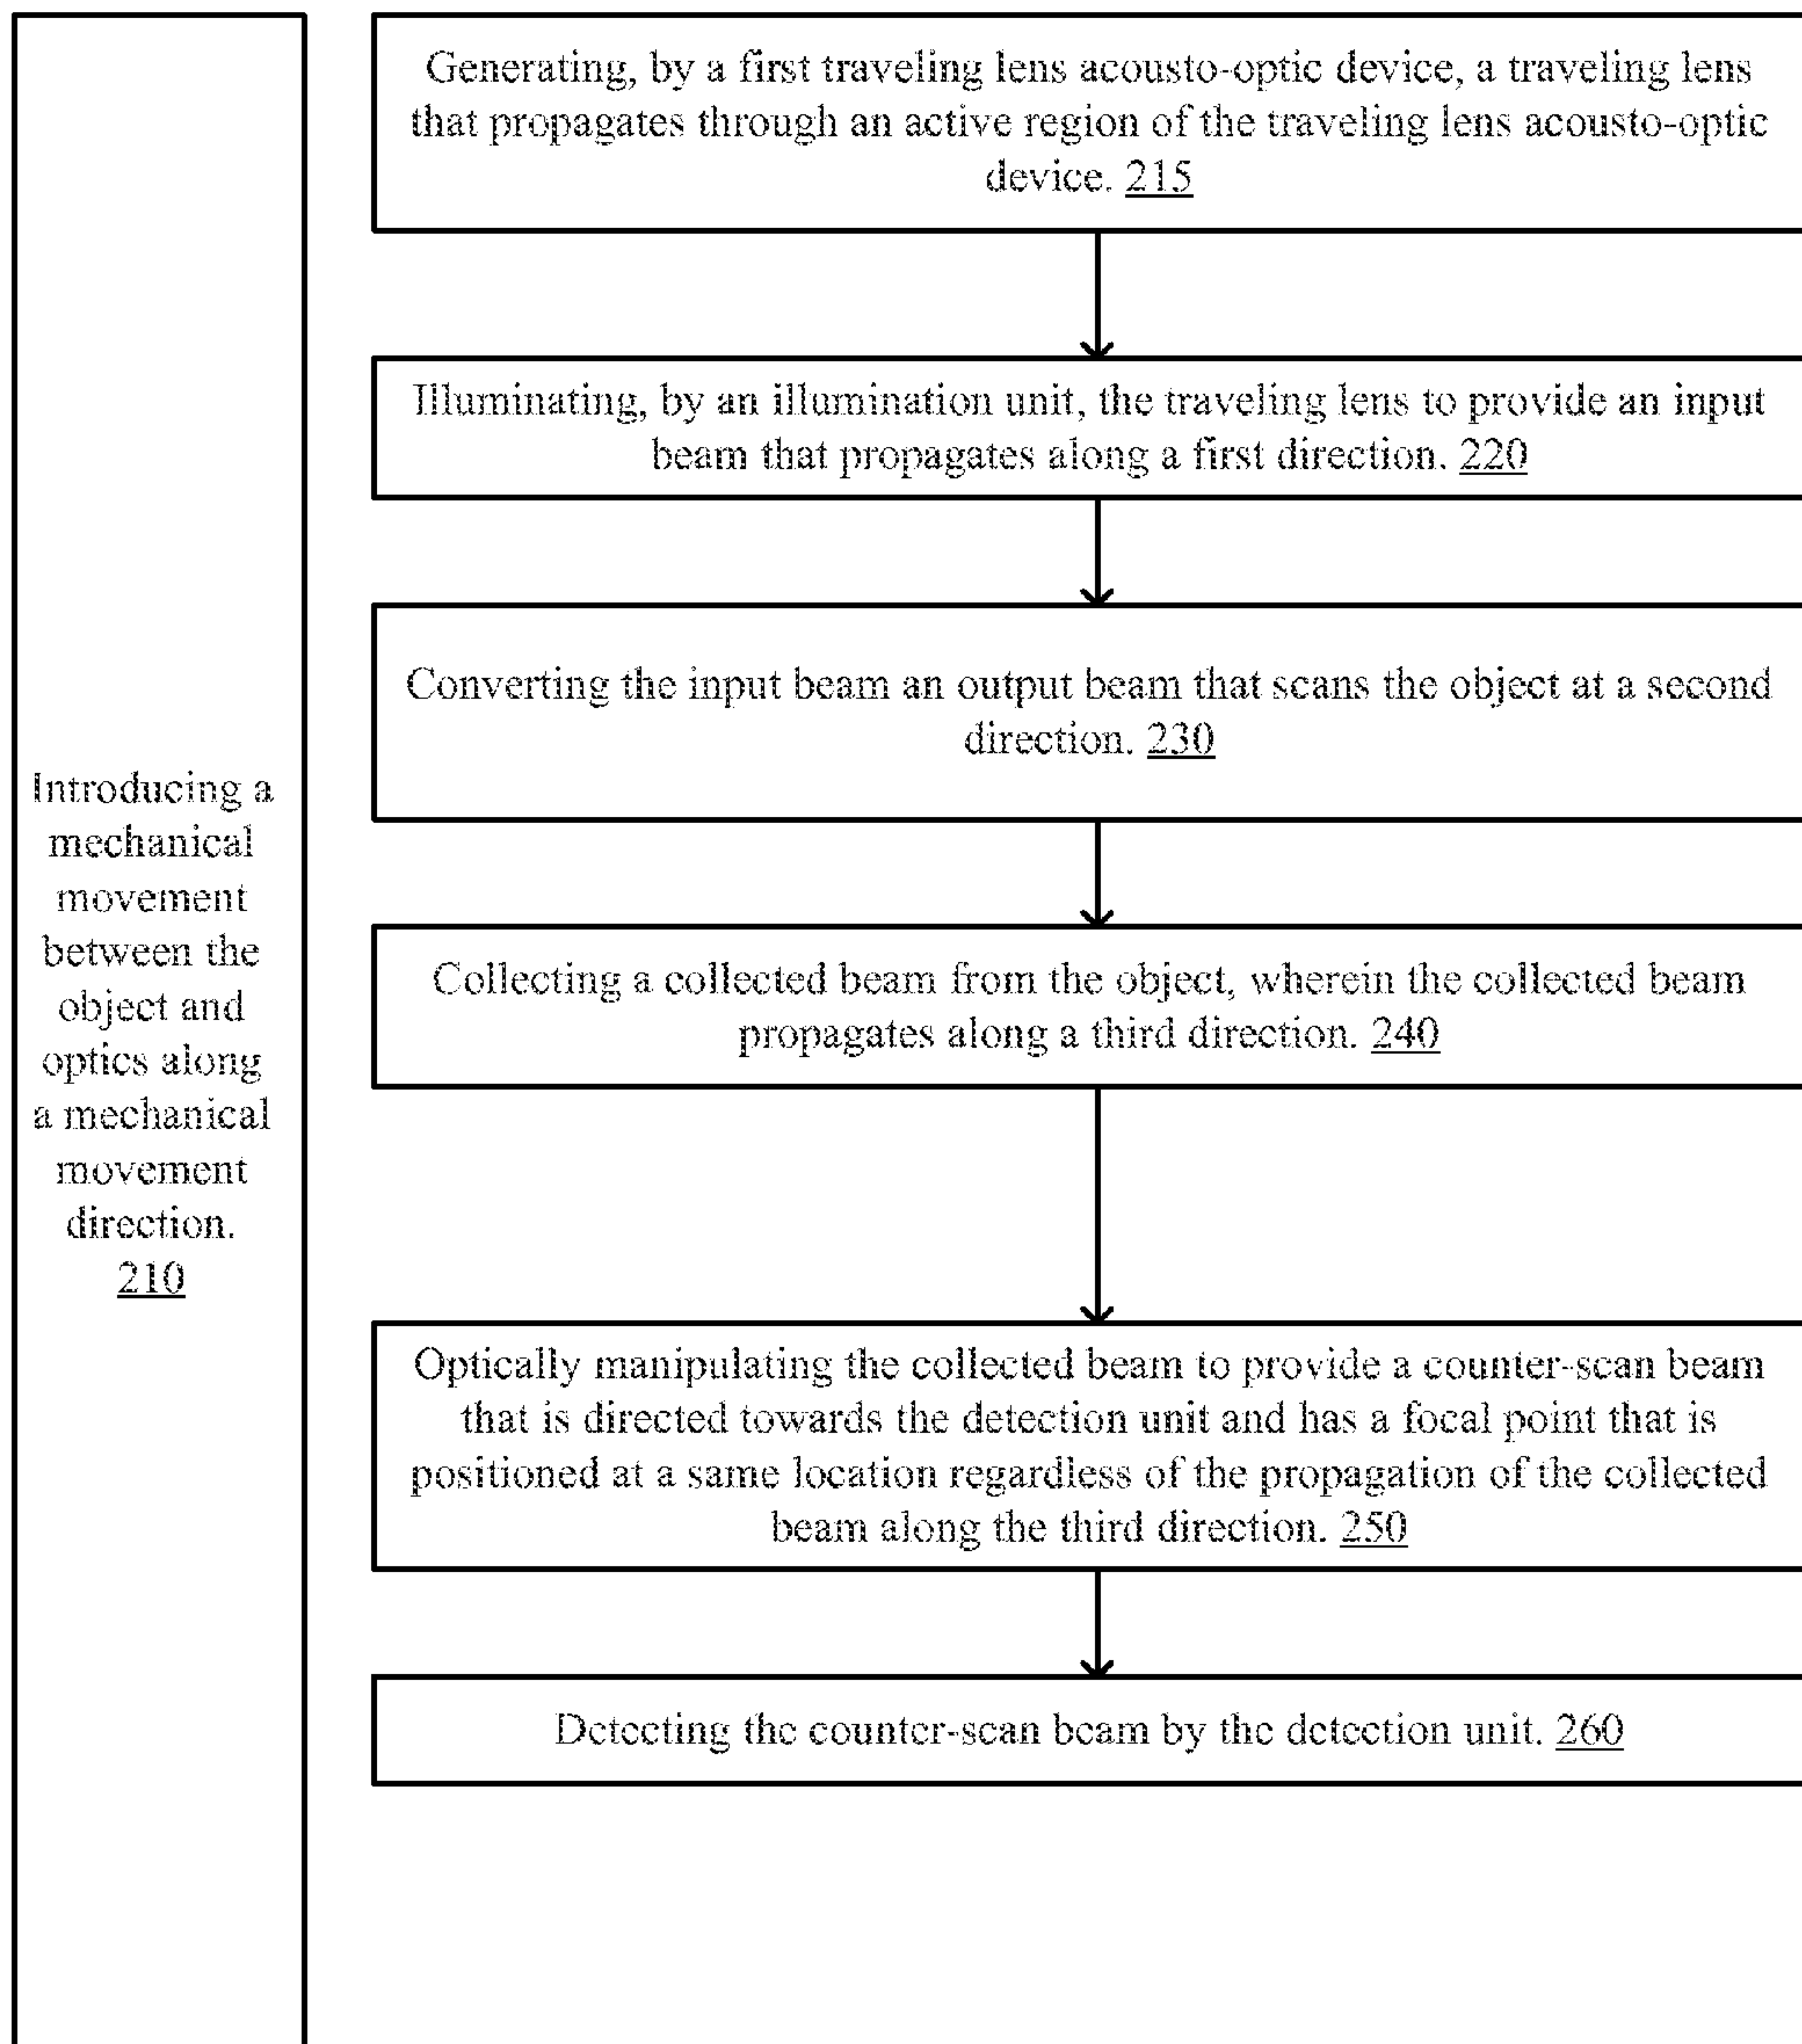 Introducing a
mechanical
movement
between the
object and
optics along
a mechanical
movement
direction.
210
Generating, by a first traveling lens acousto-optic device, a traveling lens
that propagates through an active region of the traveling lens acousto-optic
device. 215
Illuminating, by an illumination unit, the traveling lens to provide an input
beam that propagates along a first direction. 220
Converting the input beam an output beam that scans the object at a second
direction. 230
Collecting a collected beam from the object, wherein the collected beam
propagates along a third direction. 240
Optically manipulating the collected beam to provide a counter-scan beam
that is directed towards the detection unit and has a focal point that is
positioned at a same location regardless of the propagation of the collected
beam along the third direction. 250
Detecting the counter-scan beam by the detection unit. 260